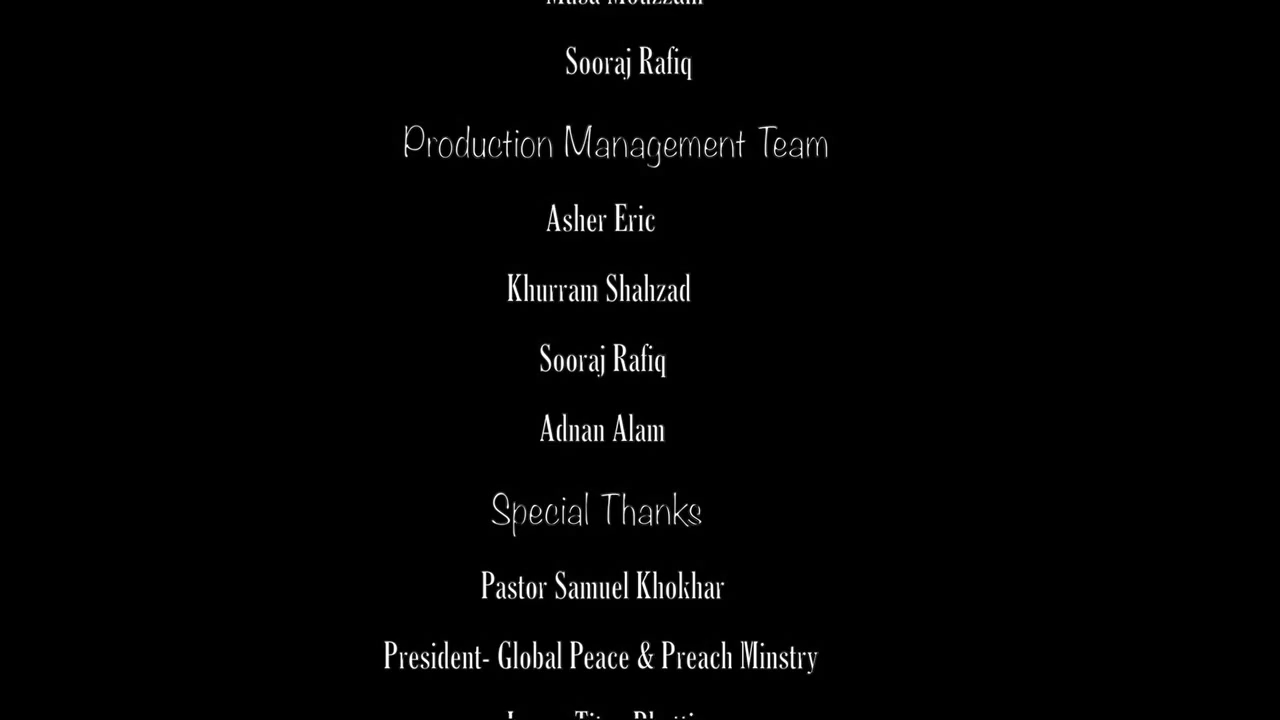 Sooraj Rafiq
Production Management Team
Asher Eric
Khurram Shahzad
Sooraj Rafiq
Adnan Alam
Special Thanks
Pastor Samuel Khokhar
President- Global Peace & Preach Minstry